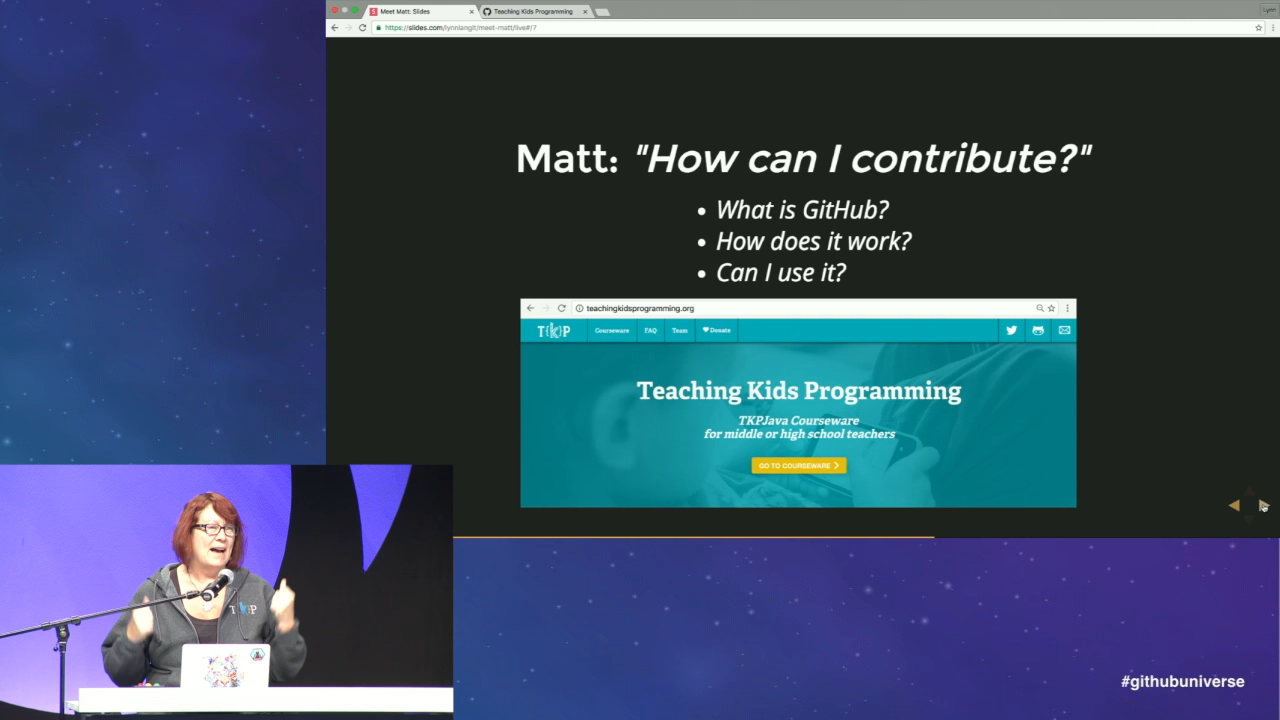 Meet Matt: Slides
Teaching Kids Programming
Lynn
https://slides.com/lynnlangit/meet-matt/live#/7
Matt: "How can I contribute?"
• What is GitHub?
• How does it work?
• Can I use it?
teachingkidsprogramming.org
T{k}P
Courseware
FAQ
Team
Donate
Teaching Kids Programming
TKPJava Courseware
for middle or high school teachers
GO TO COURSEWARE
TKP
#githubuniverse